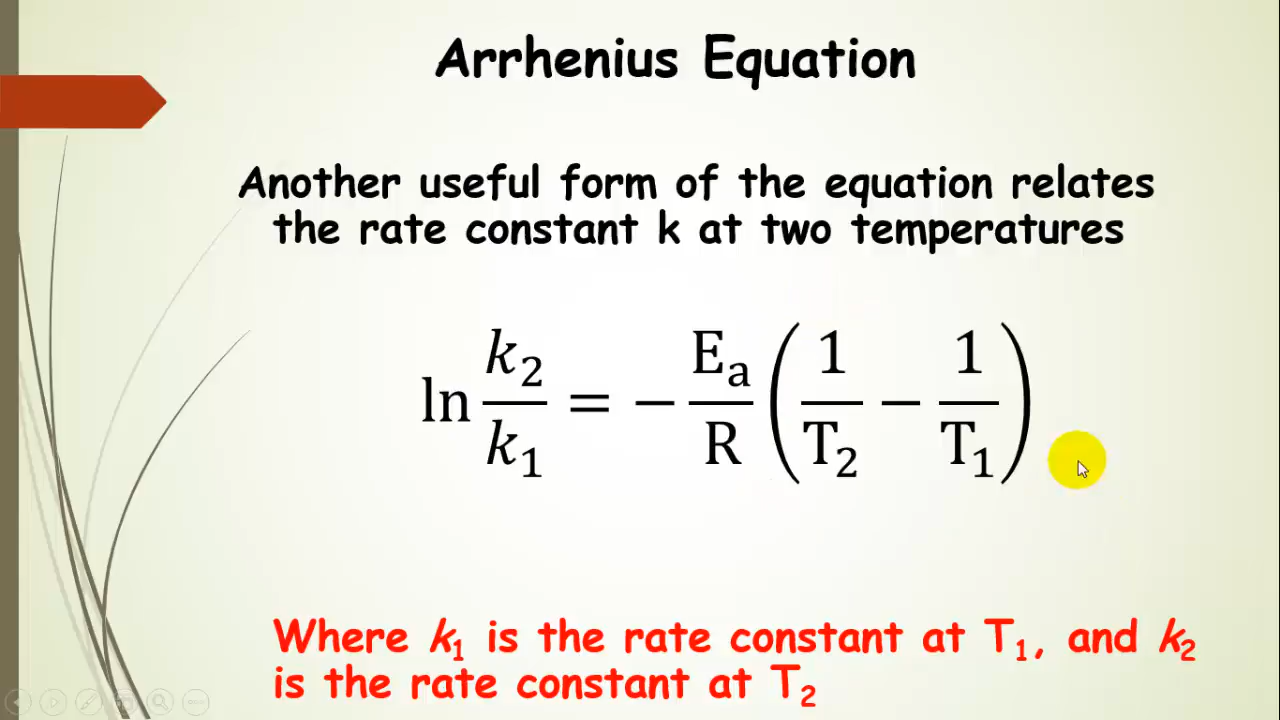 Arrhenius Equation
Another useful form of the equation relates
the rate constant k at two temperatures
ln k₂/k₁ = − Eₐ/R (1/T₂ − 1/T₁)
Where k₁ is the rate constant at T₁, and k₂
is the rate constant at T₂